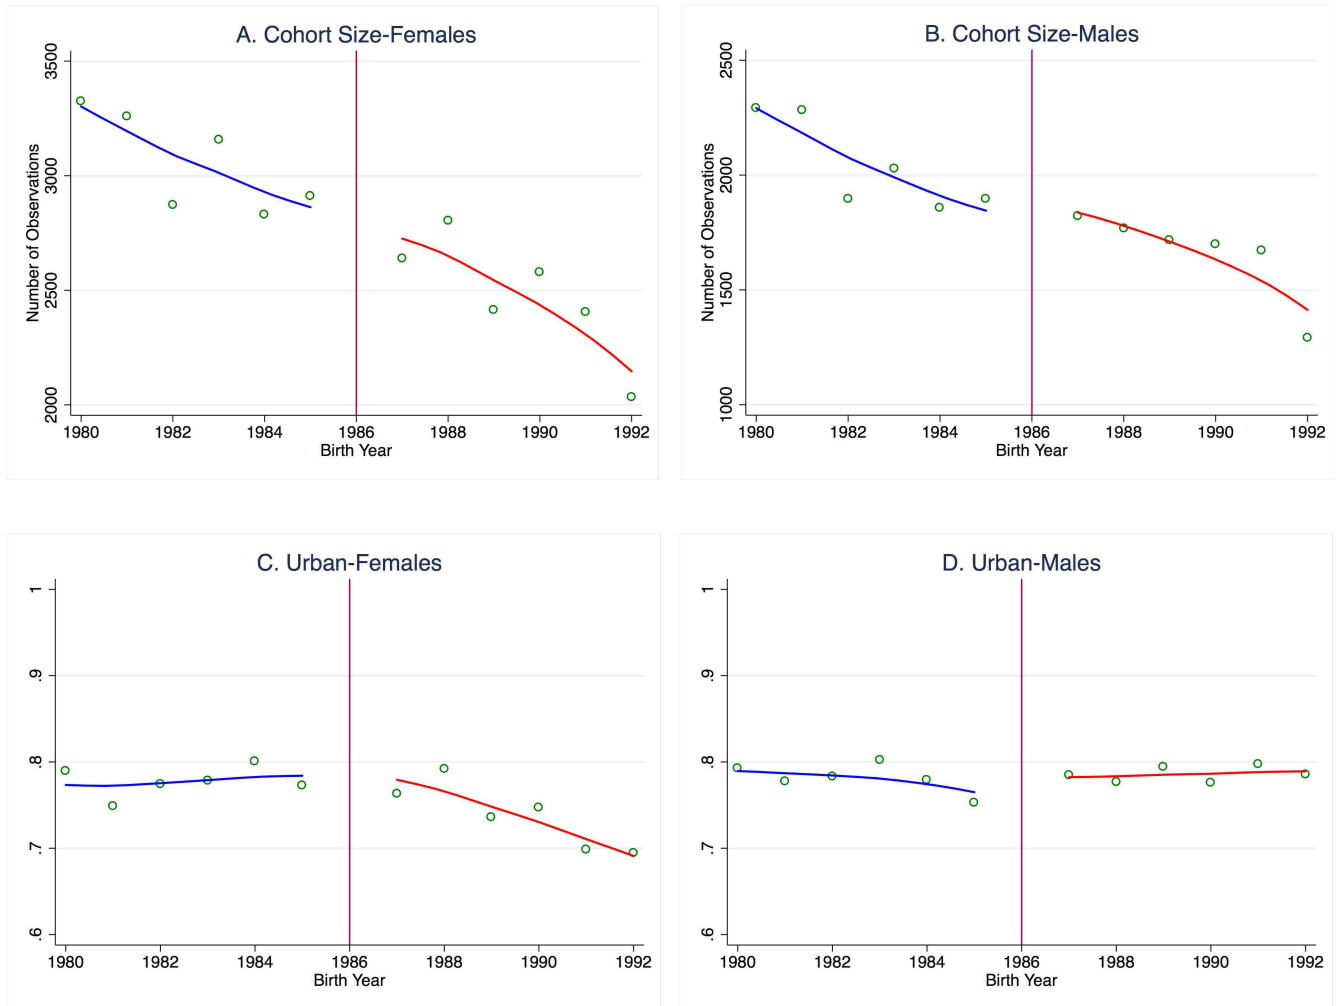 A. Cohort Size-Females
Number of Observations
3500
3000
2500
2000
1980 1982 1984 1986 1988 1990 1992
Birth Year
B. Cohort Size-Males
Number of Observations
2500
2000
1500
1000
1980 1982 1984 1986 1988 1990 1992
Birth Year
C. Urban-Females
1
.9
.8
.7
.6
1980 1982 1984 1986 1988 1990 1992
Birth Year
D. Urban-Males
1
.9
.8
.7
.6
1980 1982 1984 1986 1988 1990 1992
Birth Year